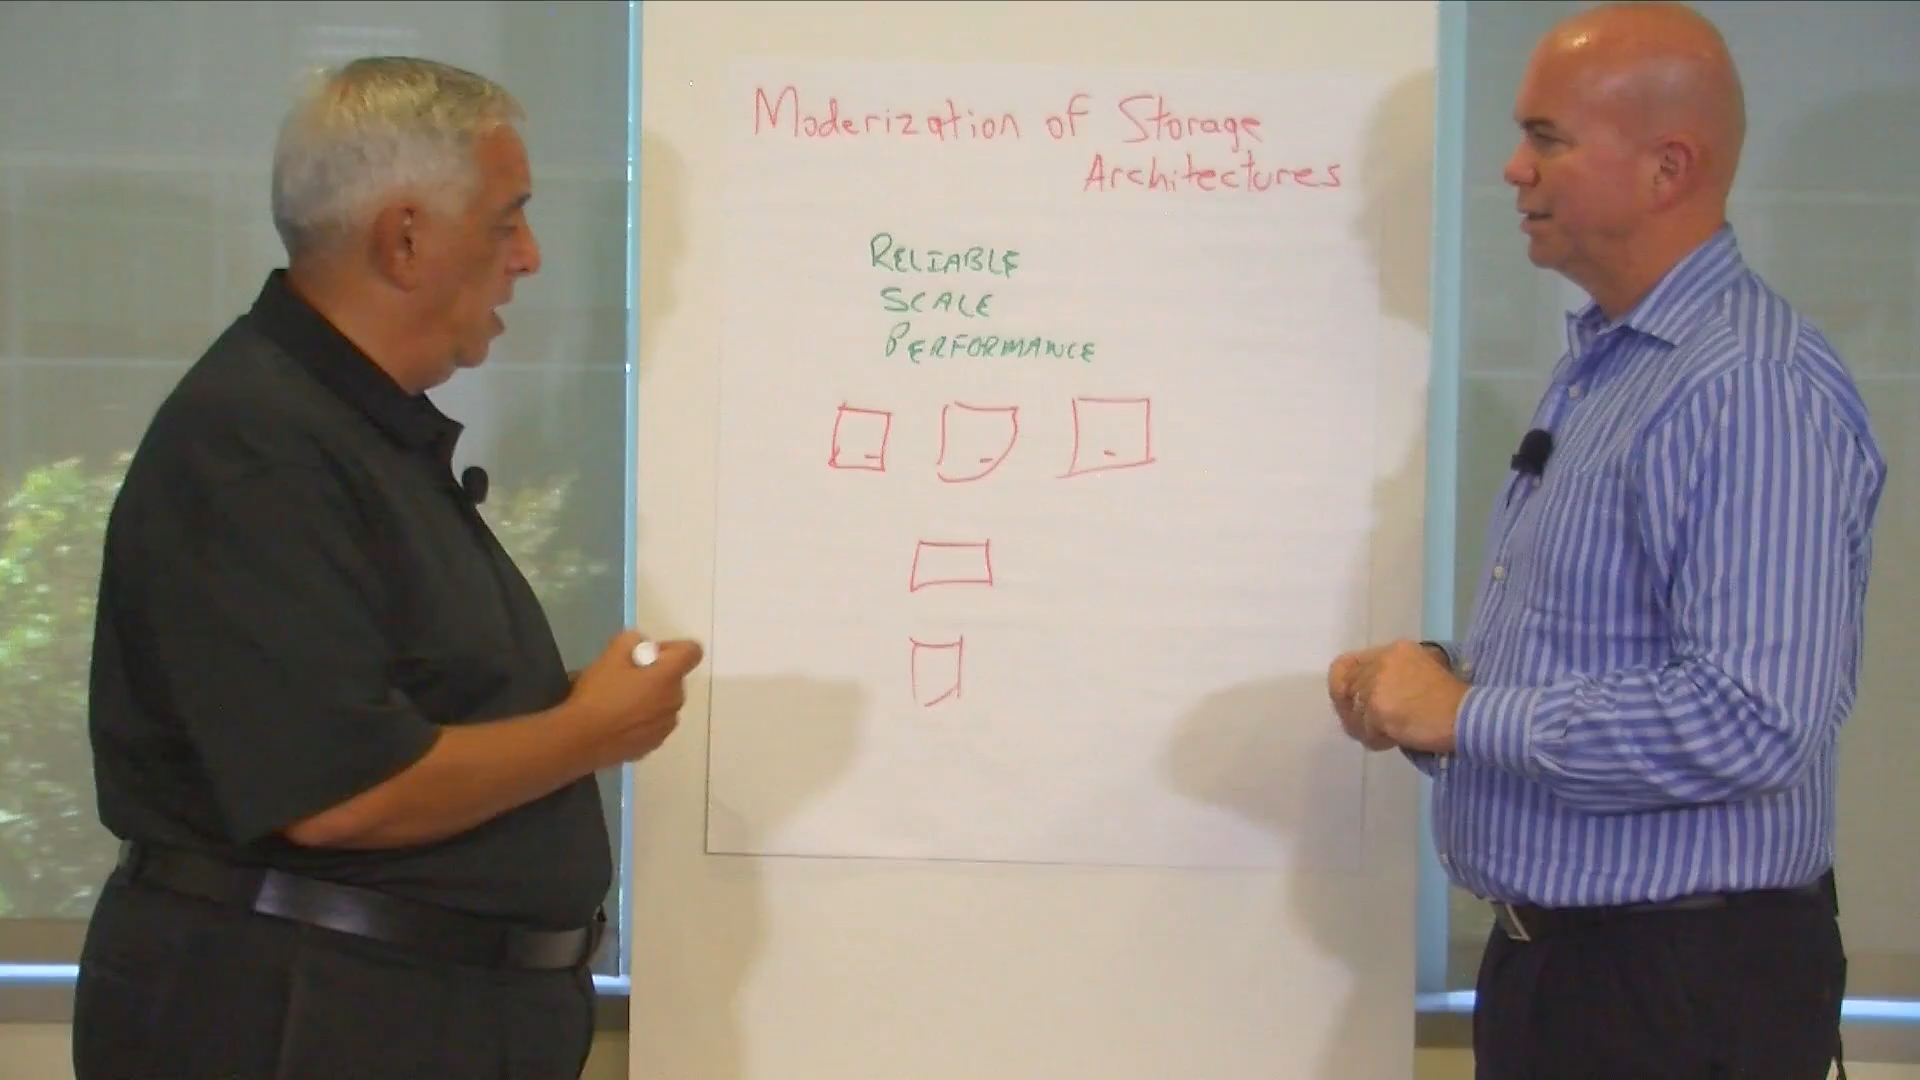 Moderization of Storage
Architectures
RELIABLE
SCALE
PERFORMANCE